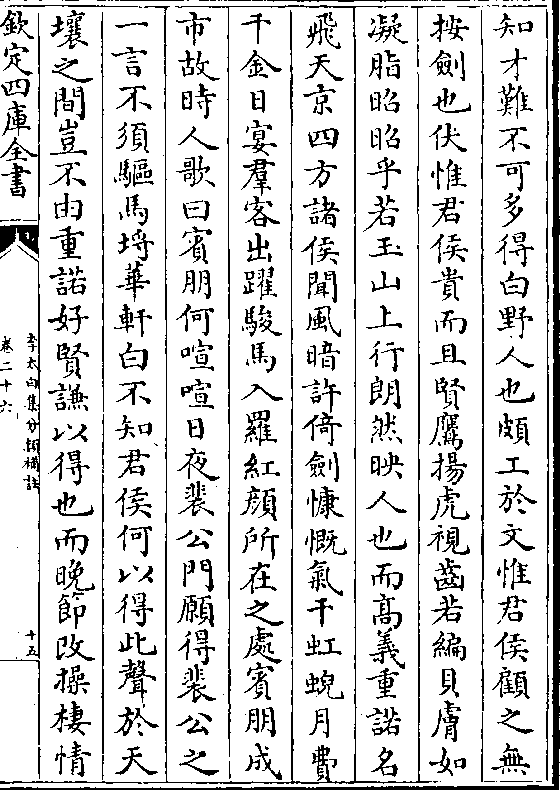 知才難不可多得白野人也頗工於文惟君侯顧之無
按劍也伏惟君侯貴而且賢鷹揚虎視齒若編貝膚如
凝脂昭昭乎若玉山上行朗然映人也而高義重諾名
飛天京四方諸侯聞風暗許倚劍慷慨氣干虹蜺月費
千金日宴羣客出躍駿馬入羅紅顔所在之處賓朋成
市故時人歌曰賓朋何喧喧日夜裴公門願得裴公之
一言不須驅馬埒華軒白不知君侯何以得此聲於天
壤之間豈不由重諾好賢謙以得也而晚節改操棲情
欽定四庫全書
李太白集分類補註
卷二十六
十五